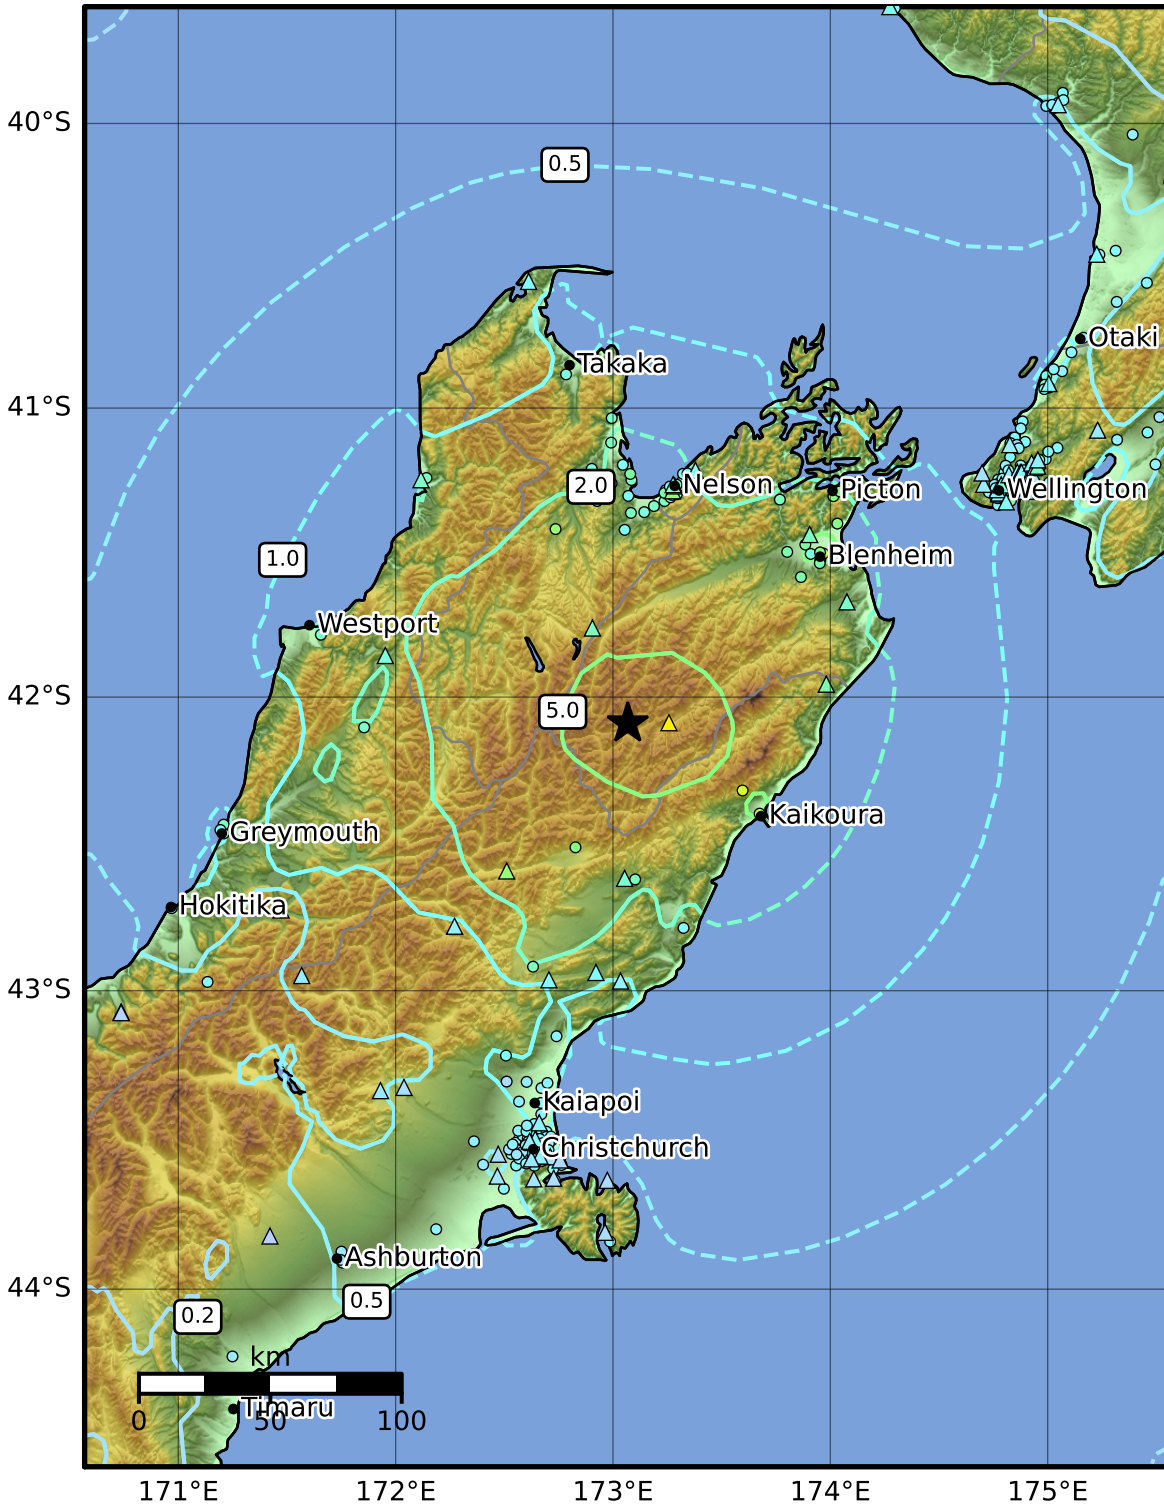 40°S
0.5
Otaki
Takaka
41°S
2.0
Nelson
Picton
Wellington
1.0
Blenheim
Westport
42°S
5.0
Kaikoura
Greymouth
Hokitika
43°S
Kaiapoi
Christchurch
Ashburton
44°S
0.2
0.5
km
Timaru
0 50 100
171°E 172°E 173°E 174°E 175°E